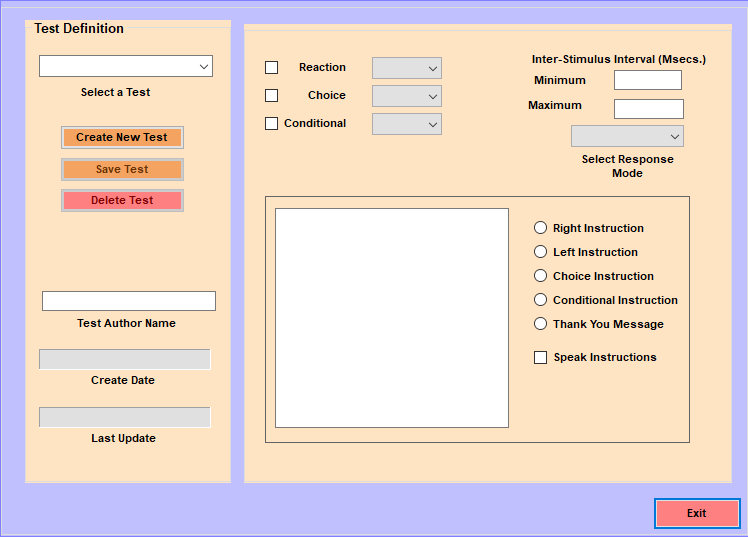 Test Definition
Select a Test
Create New Test
Save Test
Delete Test
Test Author Name
Create Date
Last Update
Reaction
Choice
Conditional
Inter-Stimulus Interval (Msecs.)
Minimum
Maximum
Select Response
Mode
Right Instruction
Left Instruction
Choice Instruction
Conditional Instruction
Thank You Message
Speak Instructions
Exit